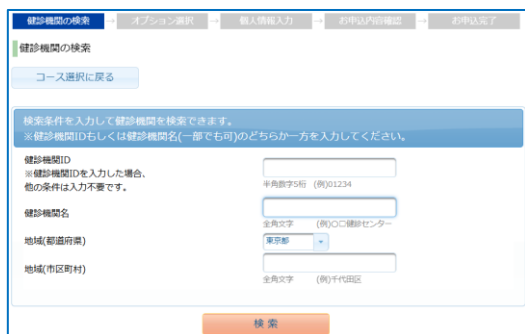 健診機関の検索 → オプション選択 → 個人情報入力 → お申込内容確認 → お申込完了
健診機関の検索
コース選択に戻る
検索条件を入力して健診機関を検索できます。
※健診機関IDもしくは健診機関名(一部でも可)のどちらか一方を入力してください。
健診機関ID
※健診機関IDを入力した場合、
他の条件は入力不要です。
半角数字5桁 (例)01234
健診機関名
全角文字 (例)〇〇健診センター
地域(都道府県) 東京都
地域(市区町村)
全角文字 (例)千代田区
検 索